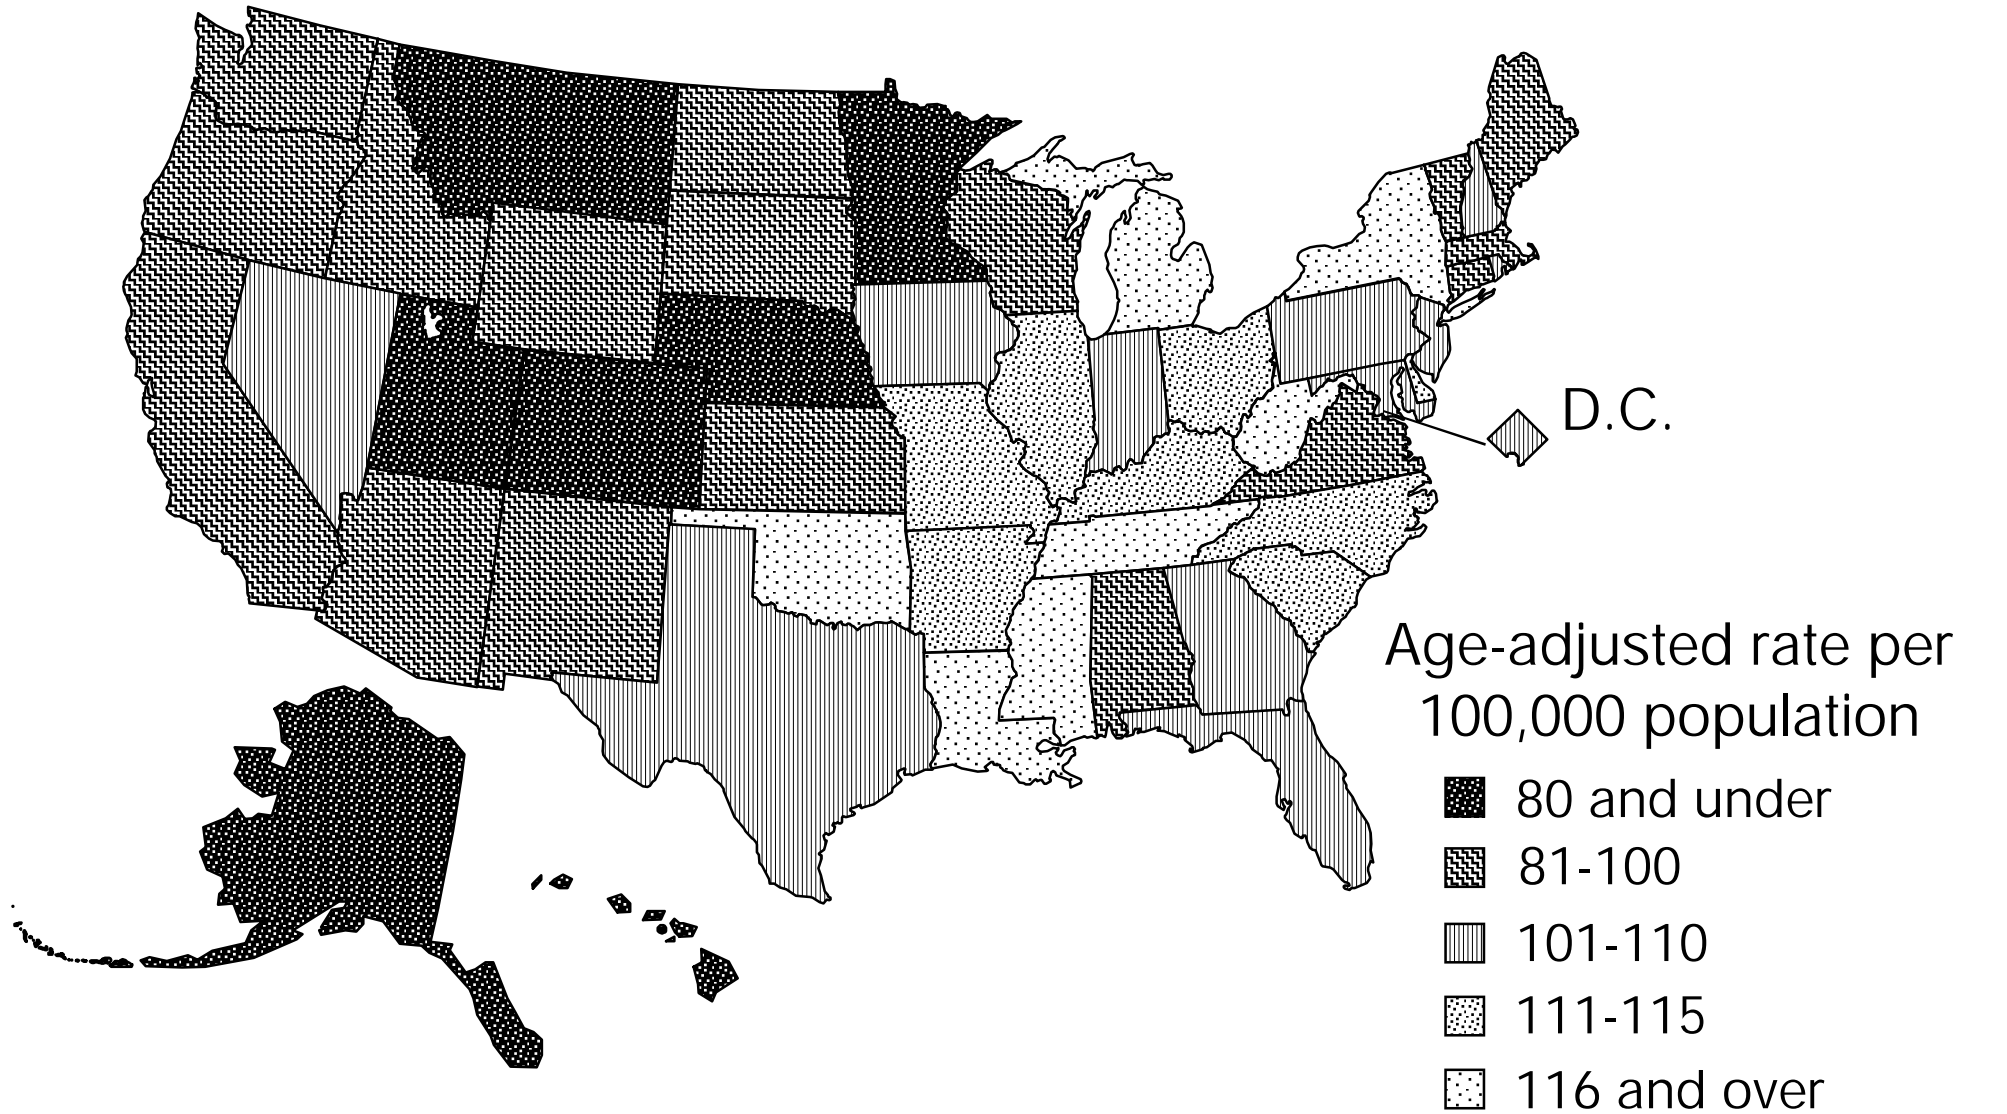 D.C.
Age-adjusted rate per
100,000 population
80 and under
81-100
101-110
111-115
116 and over